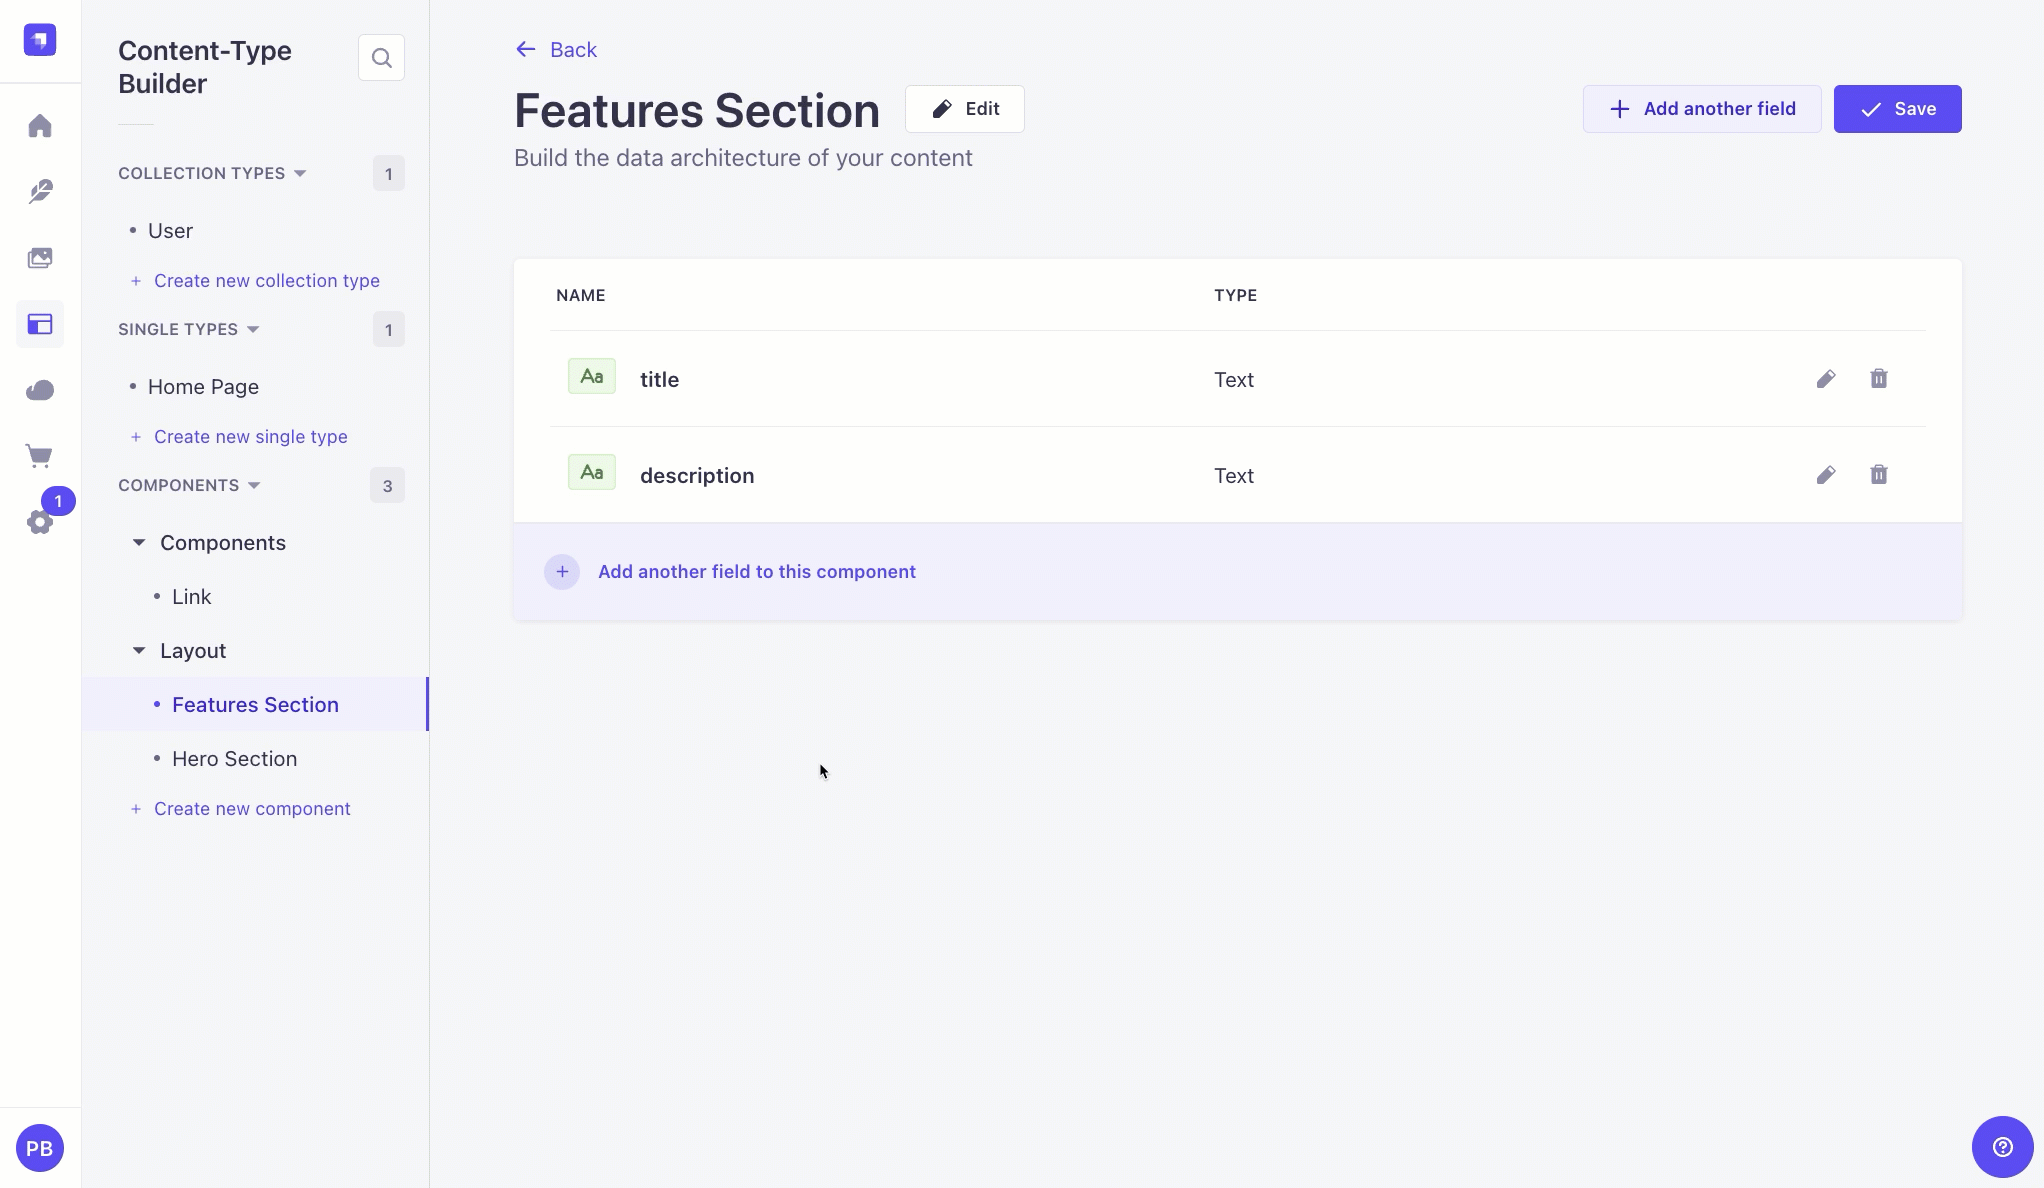 Content-Type
Builder
COLLECTION TYPES
1
User
+ Create new collection type
SINGLE TYPES
1
Home Page
+ Create new single type
COMPONENTS
3
1
Components
Link
Layout
Features Section
Hero Section
+ Create new component
PB
Back
Features Section
Edit
Add another field
Save
Build the data architecture of your content
NAME
TYPE
Aa
title
Text
Aa
description
Text
+ Add another field to this component
?